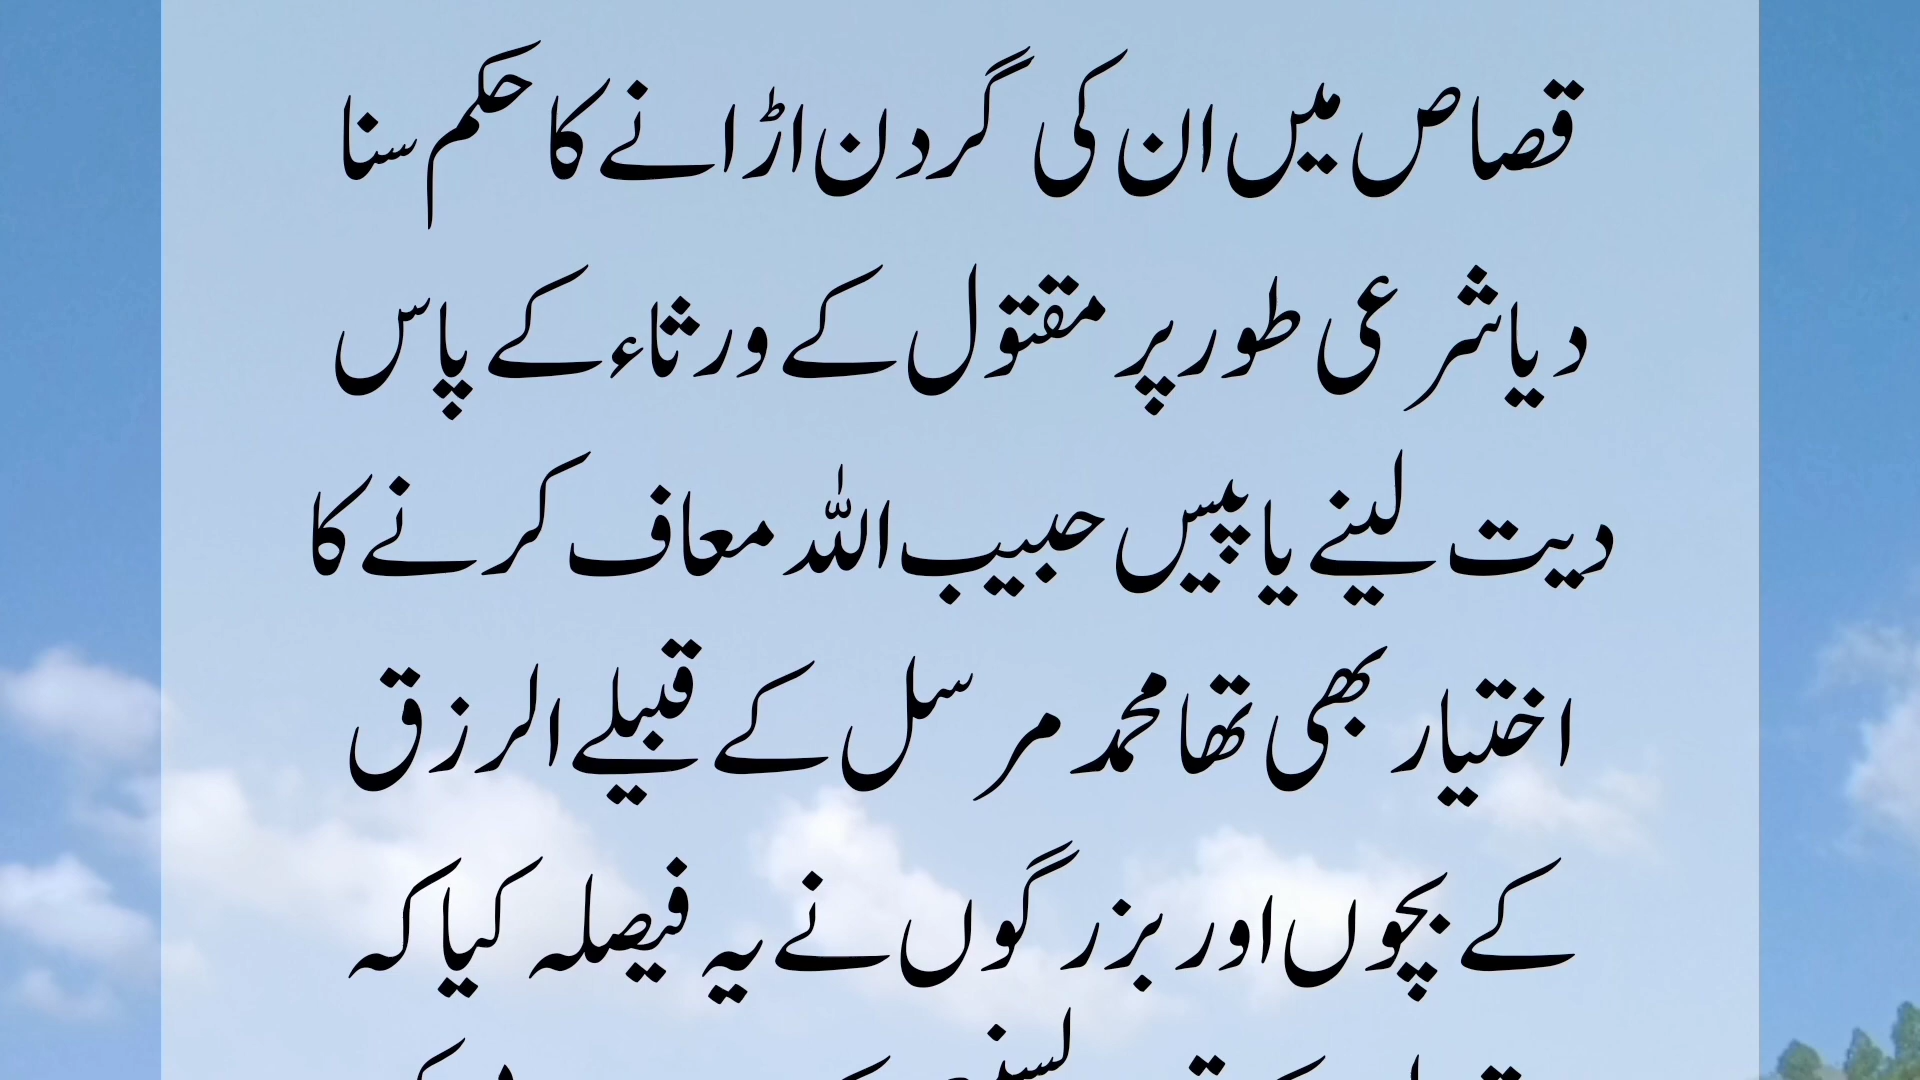 قصاص میں ان کی گردن اڑانے کا حکم سنا
دیا شرعی طور پر مقتول کے ورثاء کے پاس
دیت لینے یا پیس حبیب اللہ معاف کرنے کا
اختیار بھی تھا محمد مرسل کے قبیلے الرزق
کے بچوں اور بزرگوں نے یہ فیصلہ کیا کہ